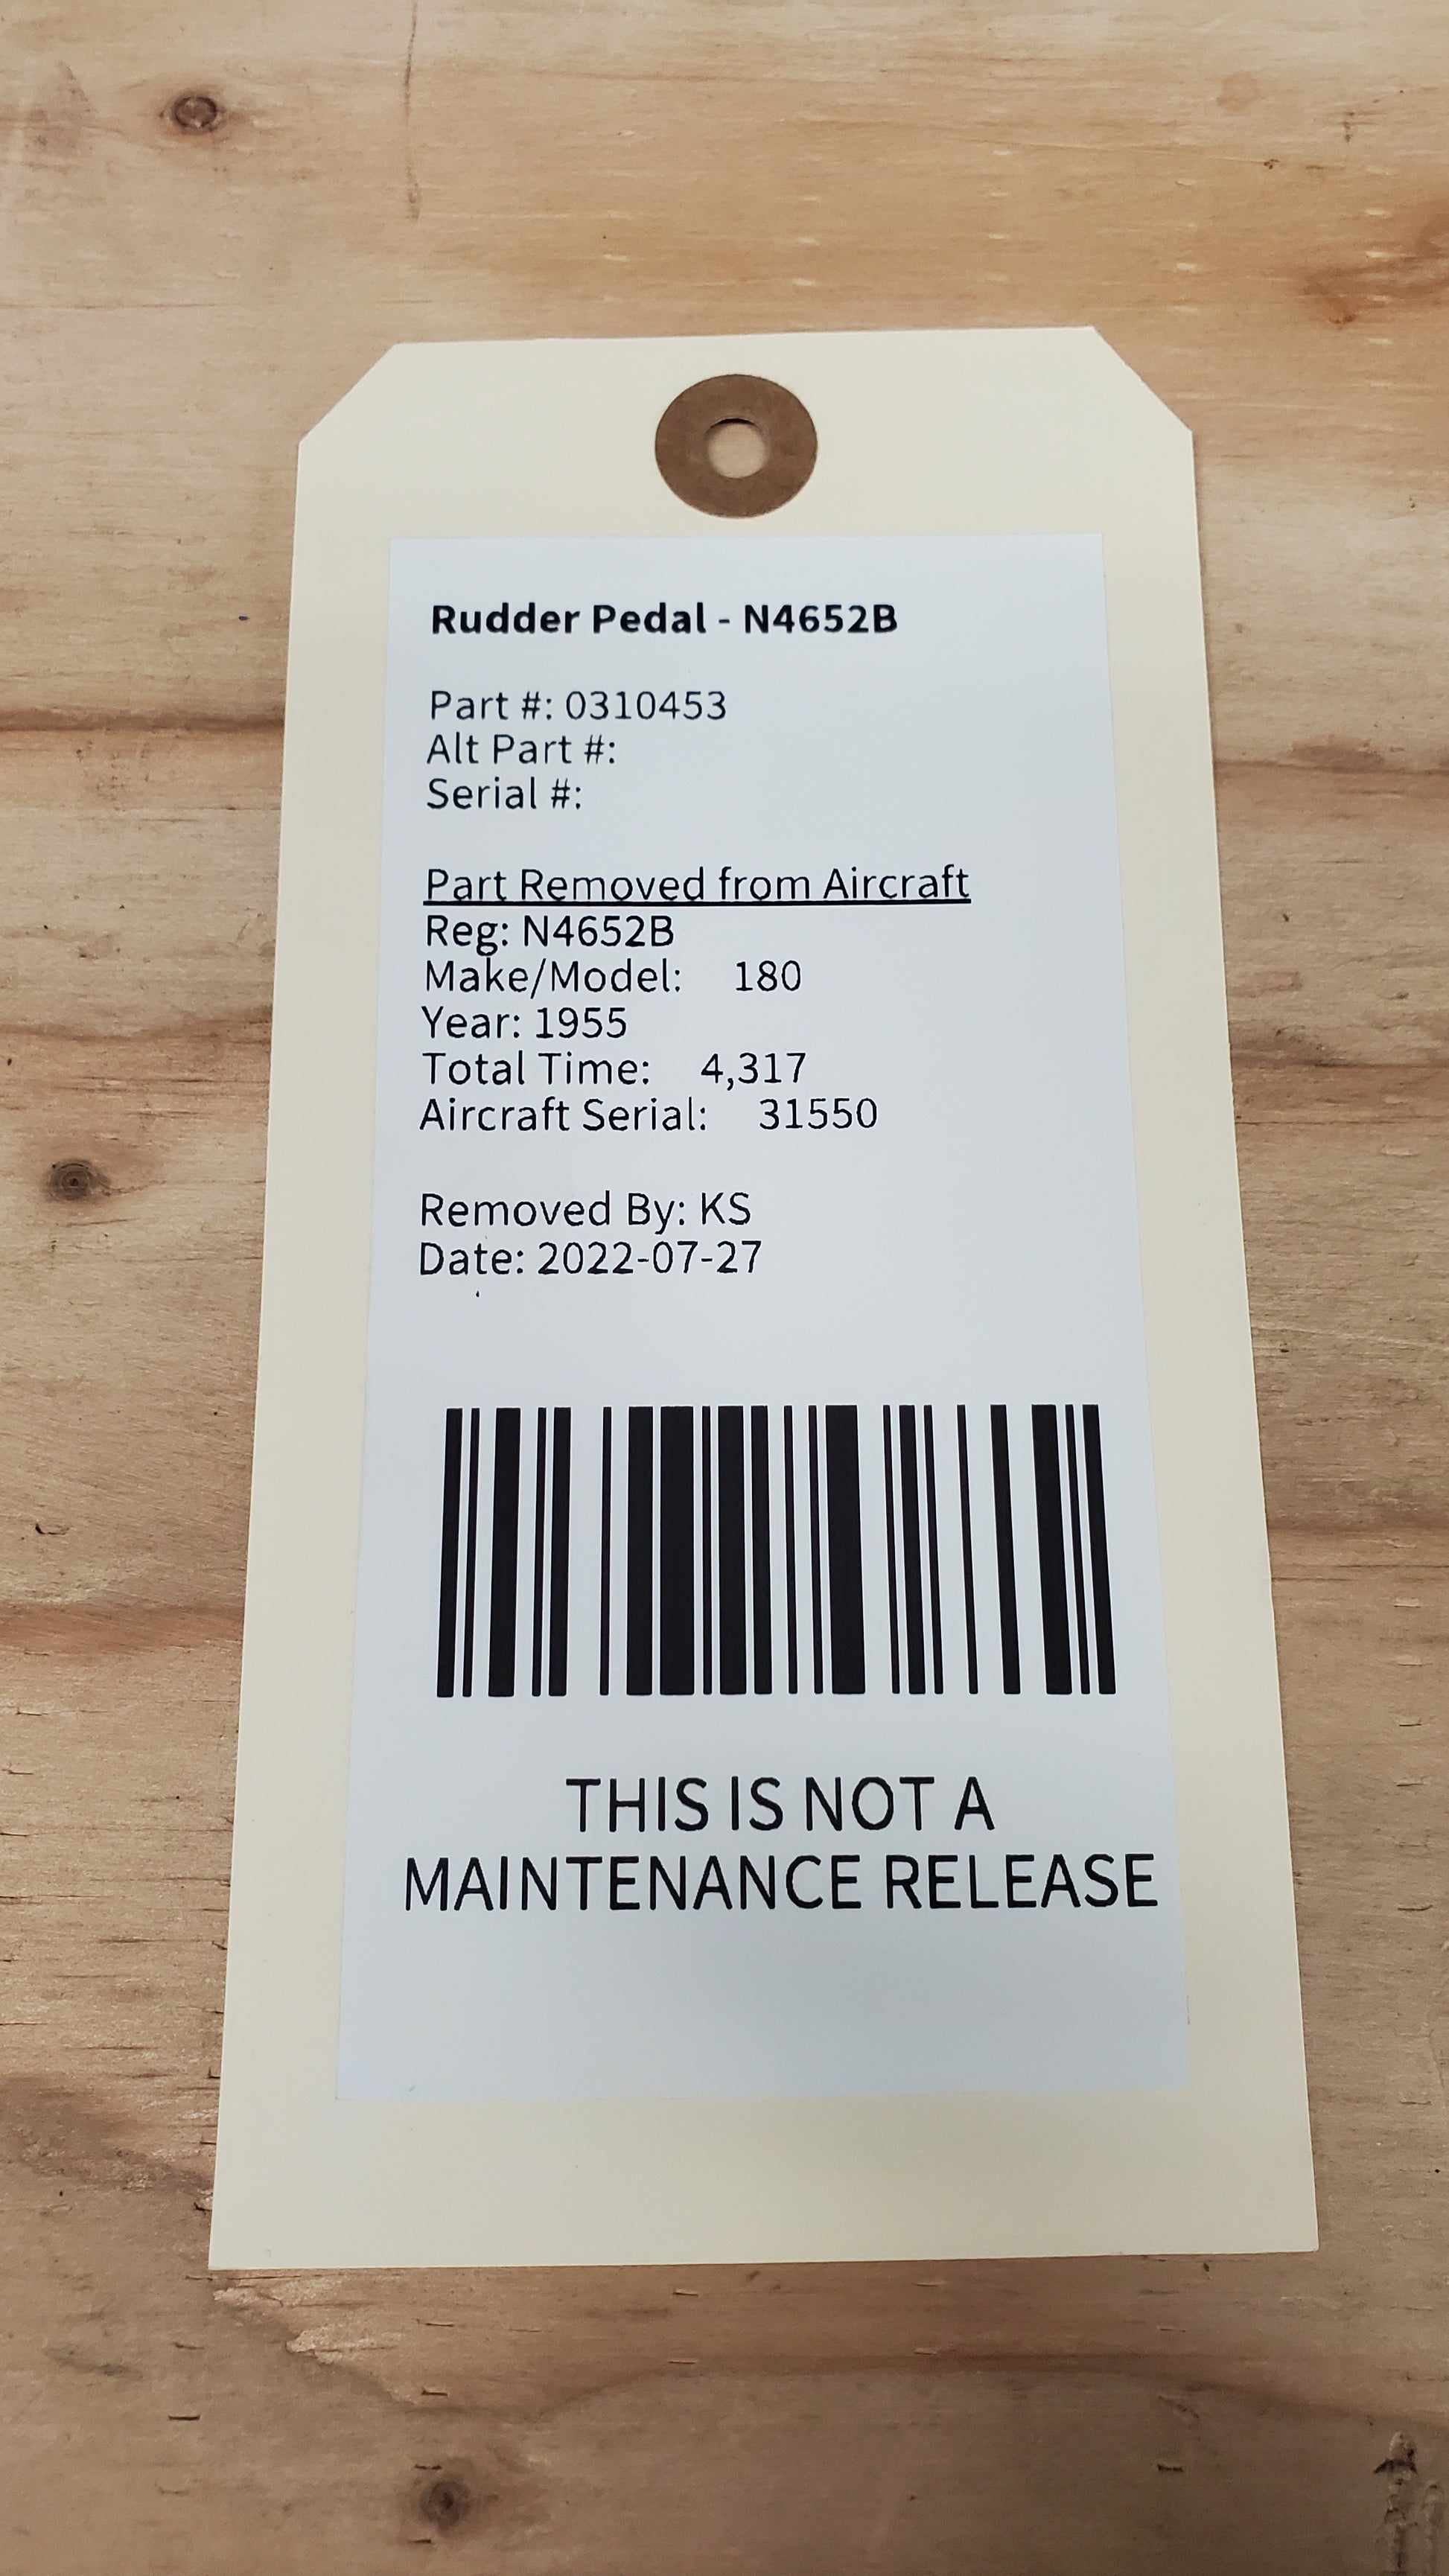 Rudder Pedal - N4652B
Part #: 0310453
Alt Part #:
Serial #:
Part Removed from Aircraft
Reg: N4652B
Make/Model: 180
Year: 1955
Total Time: 4,317
Aircraft Serial: 31550
Removed By: KS
Date: 2022-07-27
THIS IS NOT A
MAINTENANCE RELEASE